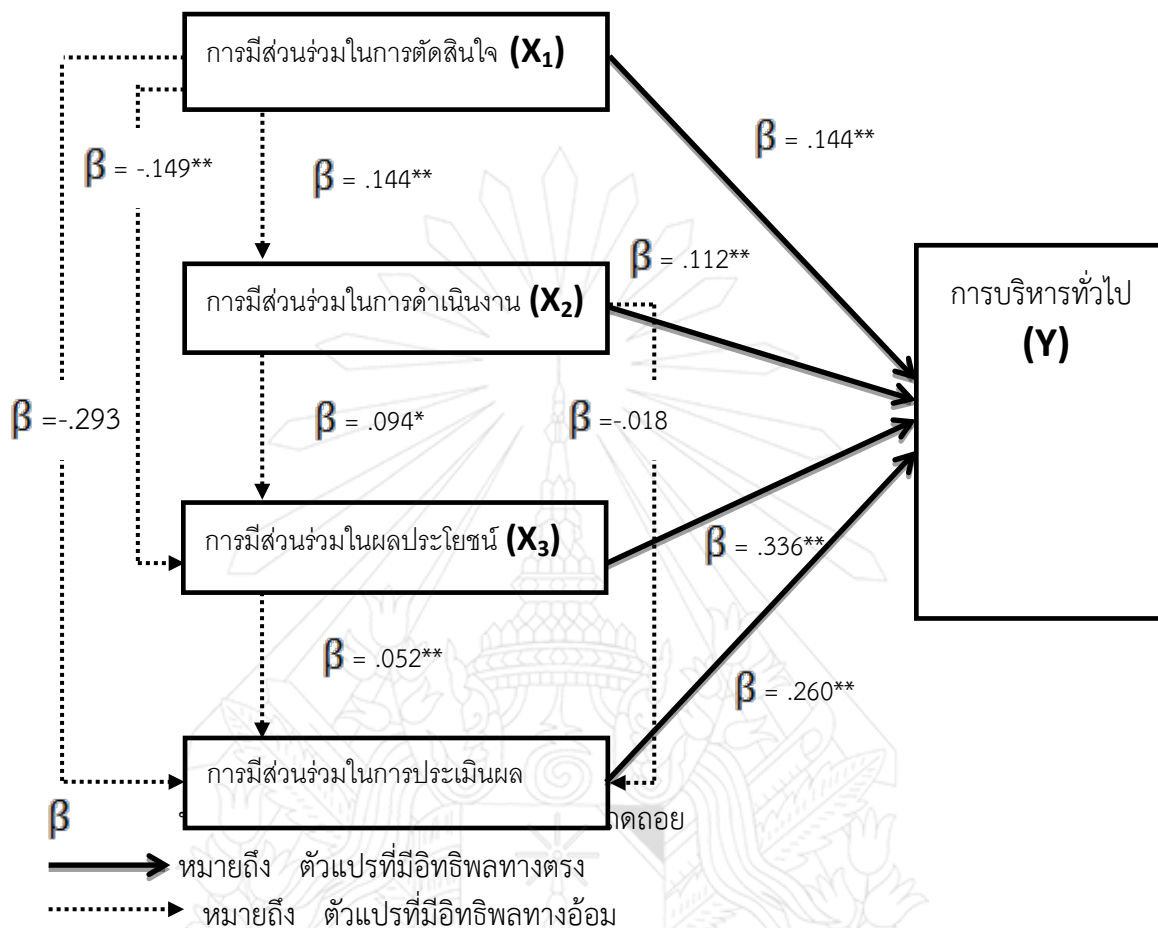 การมีส่วนร่วมในการตัดสินใจ (X₁)
β = .144**
β = -.149**
β = .144**
β = .112**
การมีส่วนร่วมในการดำเนินงาน (X₂)
การบริหารทั่วไป
(Y)
β =-.293
β = .094*
β =-.018
การมีส่วนร่วมในผลประโยชน์ (X₃)
β = .336**
β = .052**
β = .260**
การมีส่วนร่วมในการประเมินผล
β ถดถอย
หมายถึง ตัวแปรที่มีอิทธิพลทางตรง
หมายถึง ตัวแปรที่มีอิทธิพลทางอ้อม